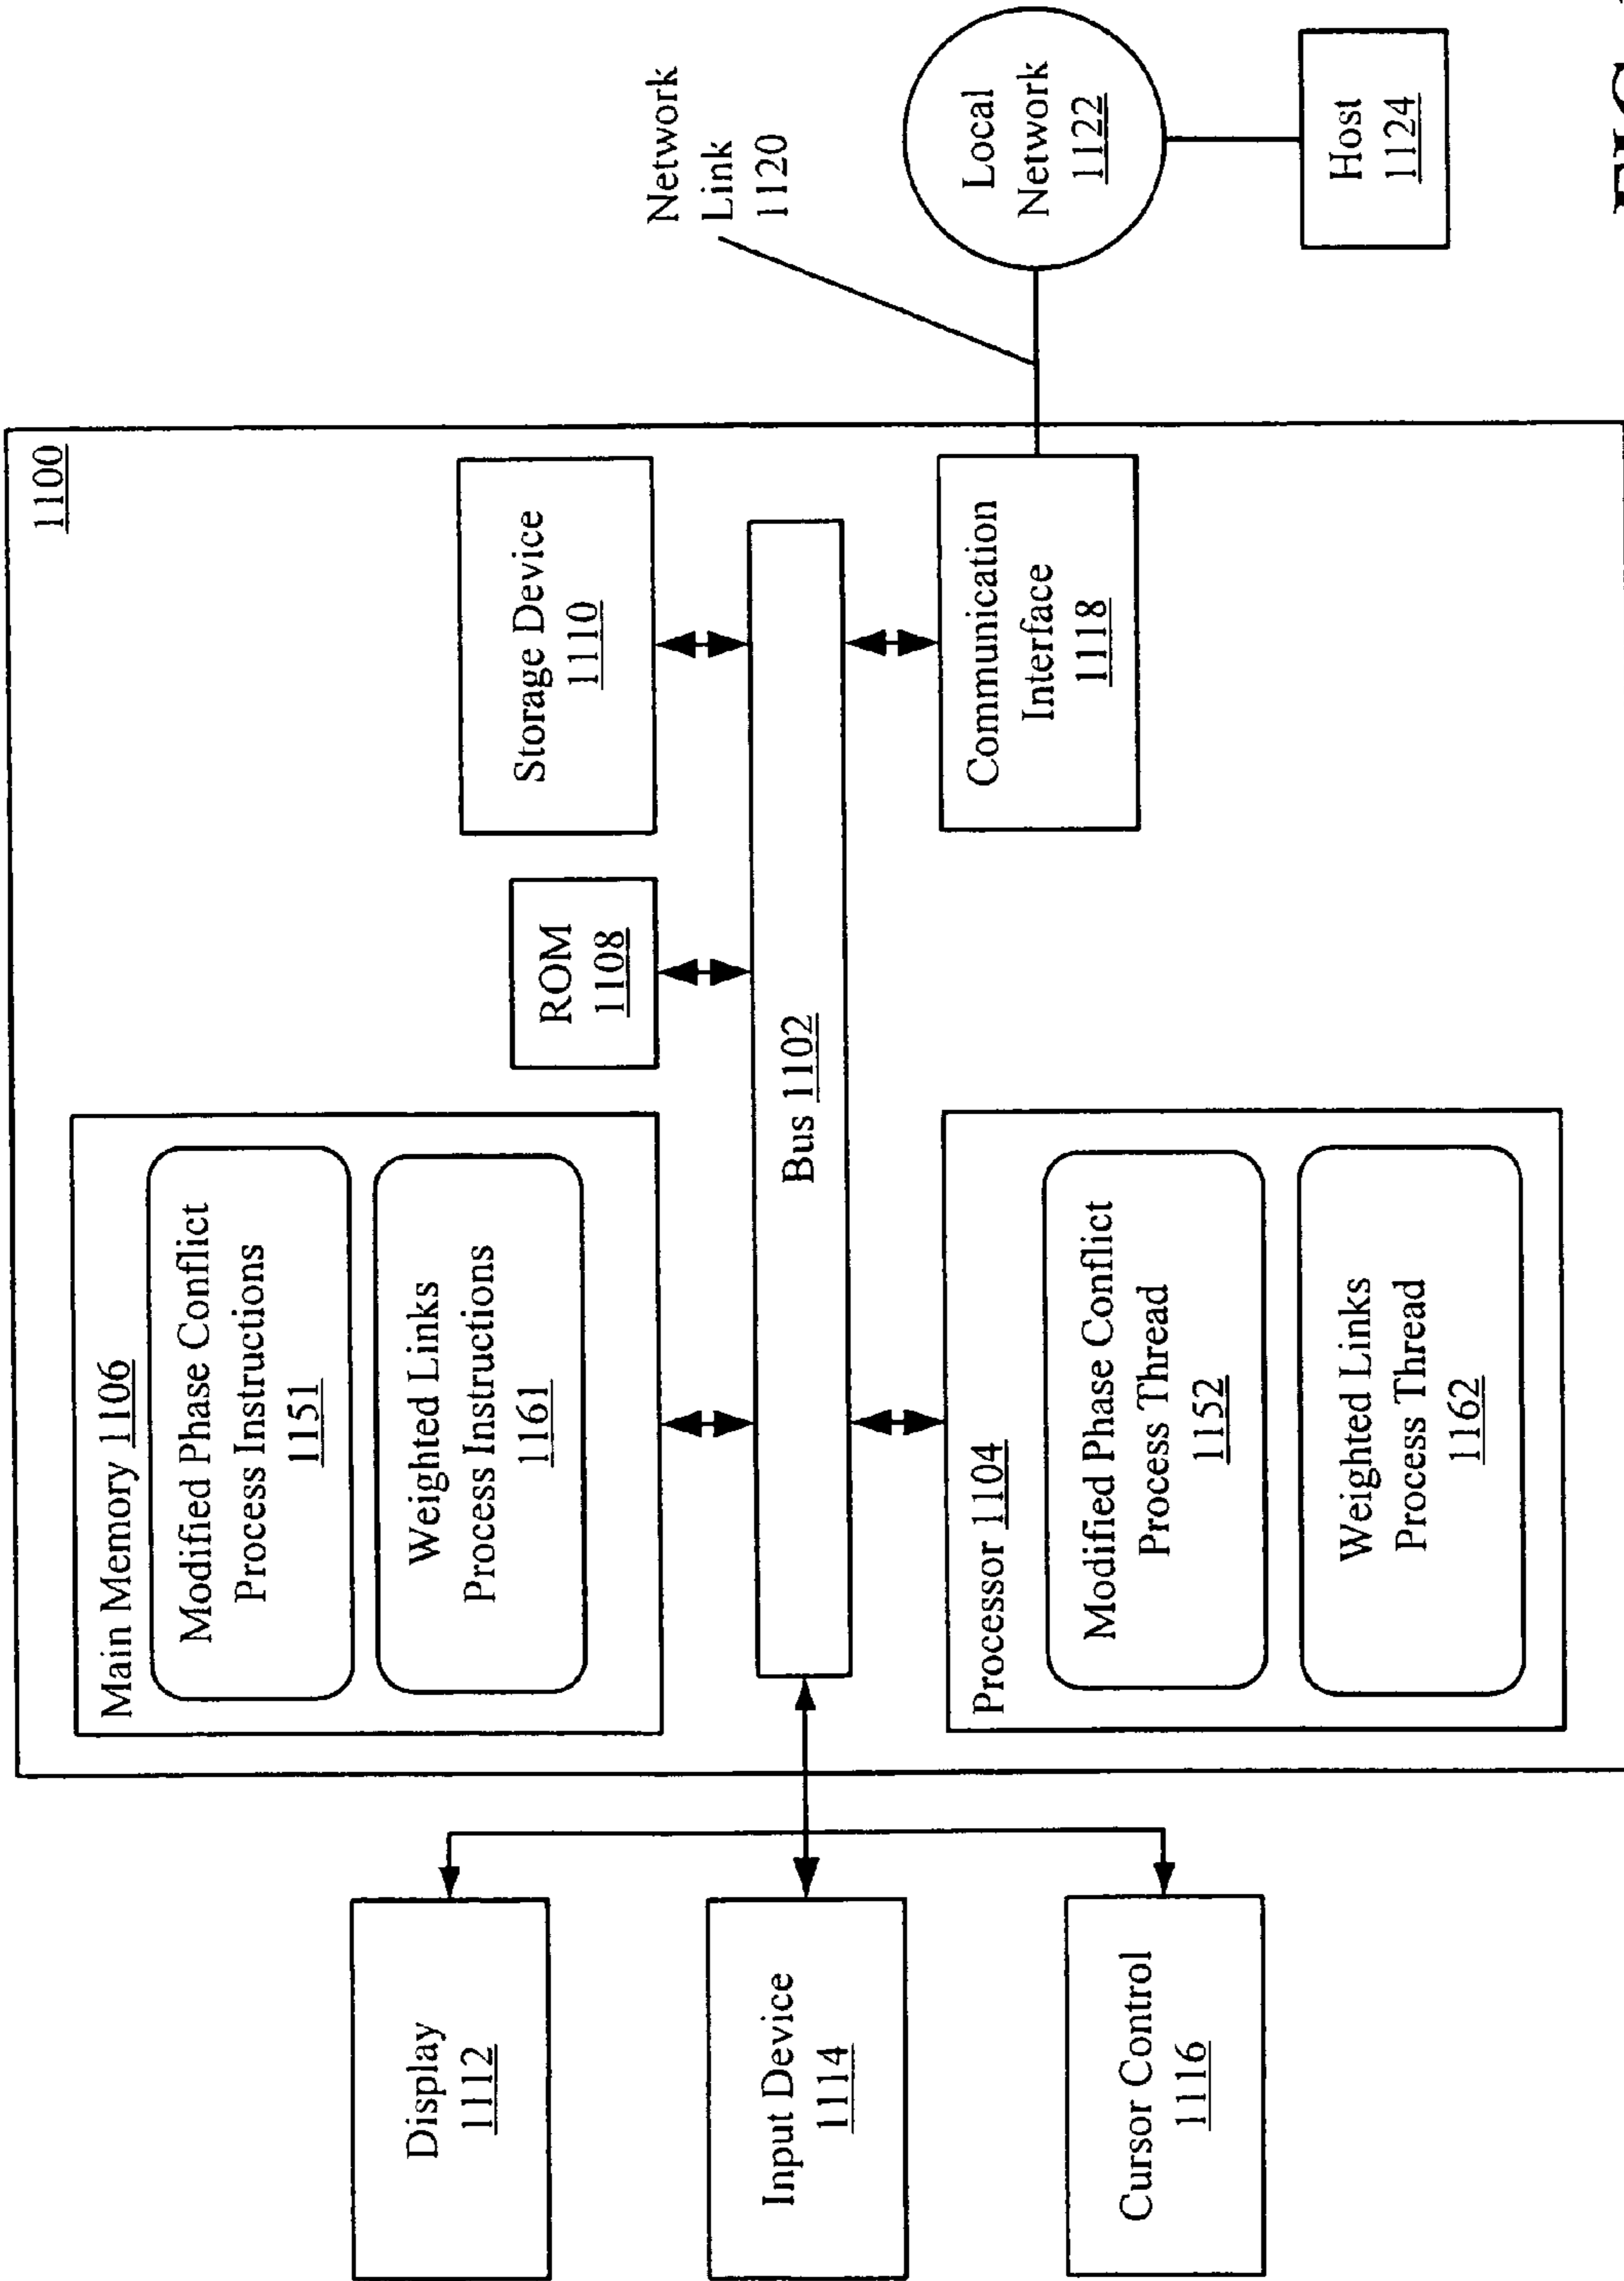 1100
Main Memory 1106
Modified Phase Conflict
Process Instructions
1151
Weighted Links
Process Instructions
1161
ROM
1108
Storage Device
1110
Display
1112
Input Device
1114
Cursor Control
1116
Bus 1102
Processor 1104
Modified Phase Conflict
Process Thread
1152
Weighted Links
Process Thread
1162
Communication
Interface
1118
Network
Link
1120
Local
Network
1122
Host
1124